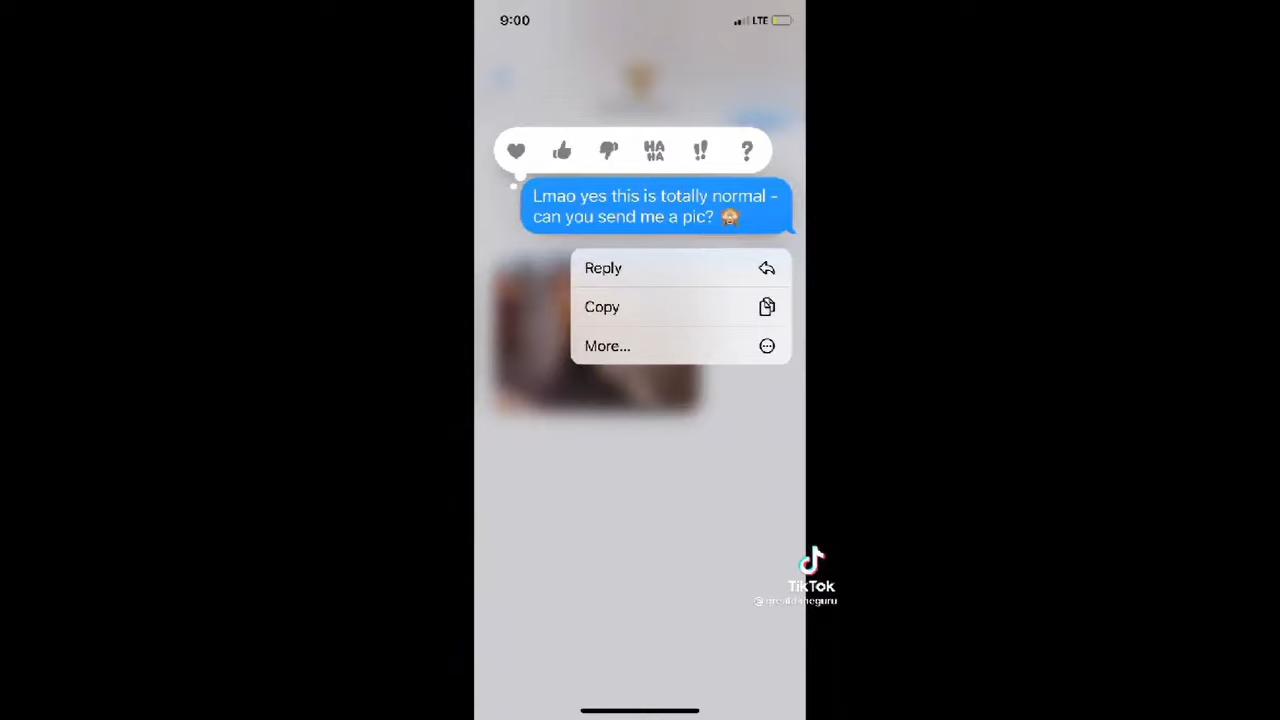 9:00
LTE
HA
HA
!!
?
Lmao yes this is totally normal -
can you send me a pic? 🙈
Reply
Copy
More...
TikTok